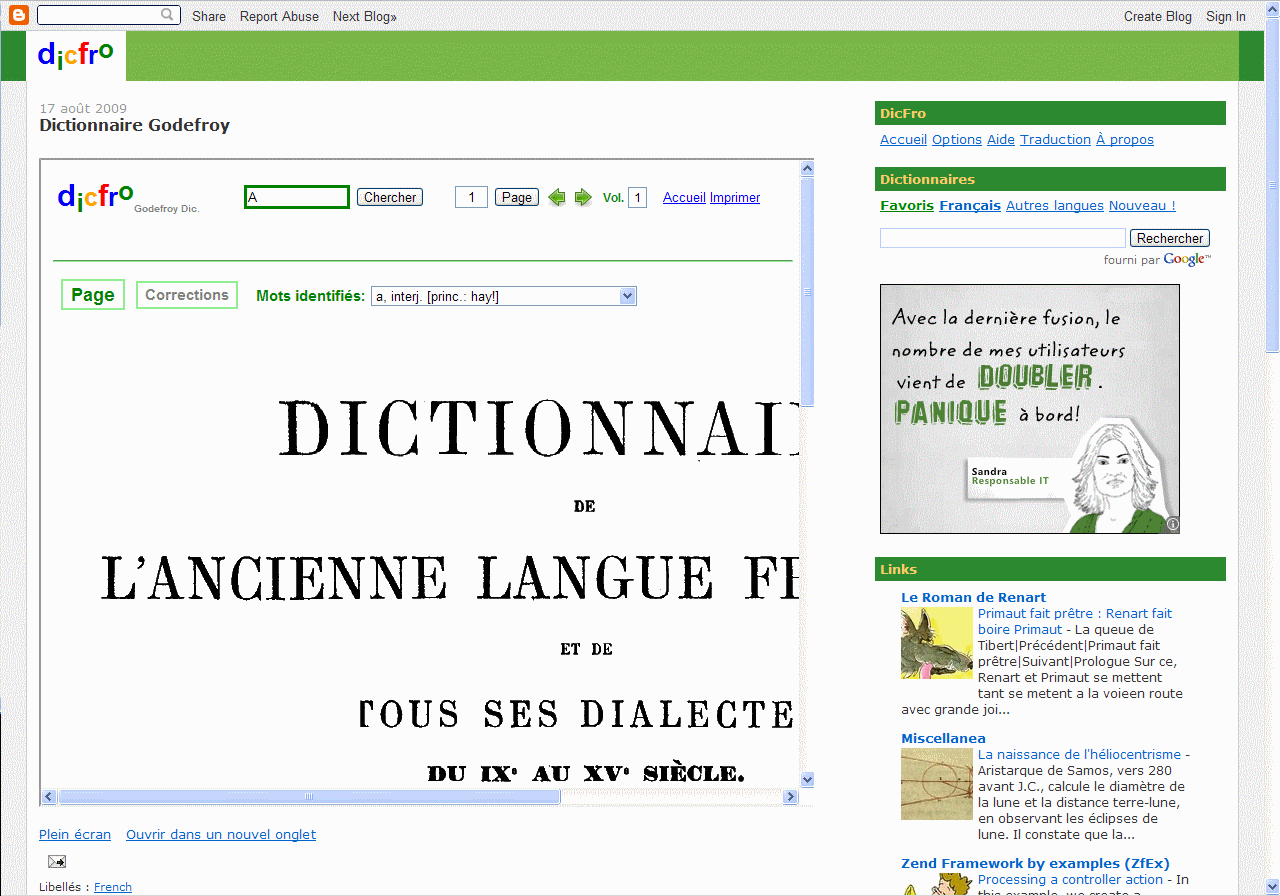 Share Report Abuse Next Blog» Create Blog Sign In
dicfro
17 août 2009
Dictionnaire Godefroy
dicfro Godefroy Dic. A Chercher 1 Page Vol. 1 Accueil Imprimer
Page Corrections Mots identifiés: a, interj. [princ.: hay!]
DICTIONNAI
DE
L'ANCIENNE LANGUE FR
ET DE
TOUS SES DIALECTE
DU IXᵉ AU XVᵉ SIÈCLE.
Plein écran Ouvrir dans un nouvel onglet
Libellés : French
DicFro
Accueil Options Aide Traduction À propos
Dictionnaires
Favoris Français Autres langues Nouveau !
Rechercher
fourni par Google™
Avec la dernière fusion, le
nombre de mes utilisateurs
vient de DOUBLER.
PANIQUE à bord!
Sandra
Responsable IT
Links
Le Roman de Renart
Primaut fait prêtre : Renart fait
boire Primaut - La queue de
Tibert|Précédent|Primaut fait
prêtre|Suivant|Prologue Sur ce,
Renart et Primaut se mettent
tant se metent a la voieen route
avec grande joi...
Miscellanea
La naissance de l'héliocentrisme -
Aristarque de Samos, vers 280
avant J.C., calcule le diamètre de
la lune et la distance terre-lune,
en observant les éclipses de
lune. Il constate que la...
Zend Framework by examples (ZfEx)
Processing a controller action - In
this example, we create a